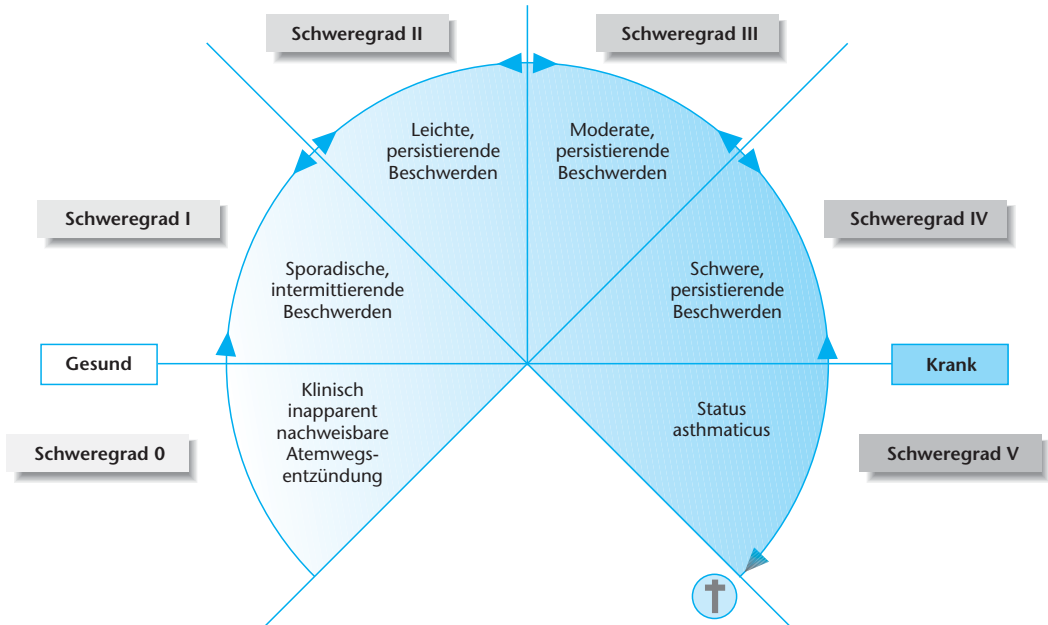 Schweregrad II
Schweregrad III
Leichte,
persistierende
Beschwerden
Moderate,
persistierende
Beschwerden
Schweregrad I
Schweregrad IV
Sporadische,
intermittierende
Beschwerden
Schwere,
persistierende
Beschwerden
Gesund
Krank
Klinisch
inapparent
nachweisbare
Atemwegs-
entzündung
Status
asthmaticus
Schweregrad 0
Schweregrad V